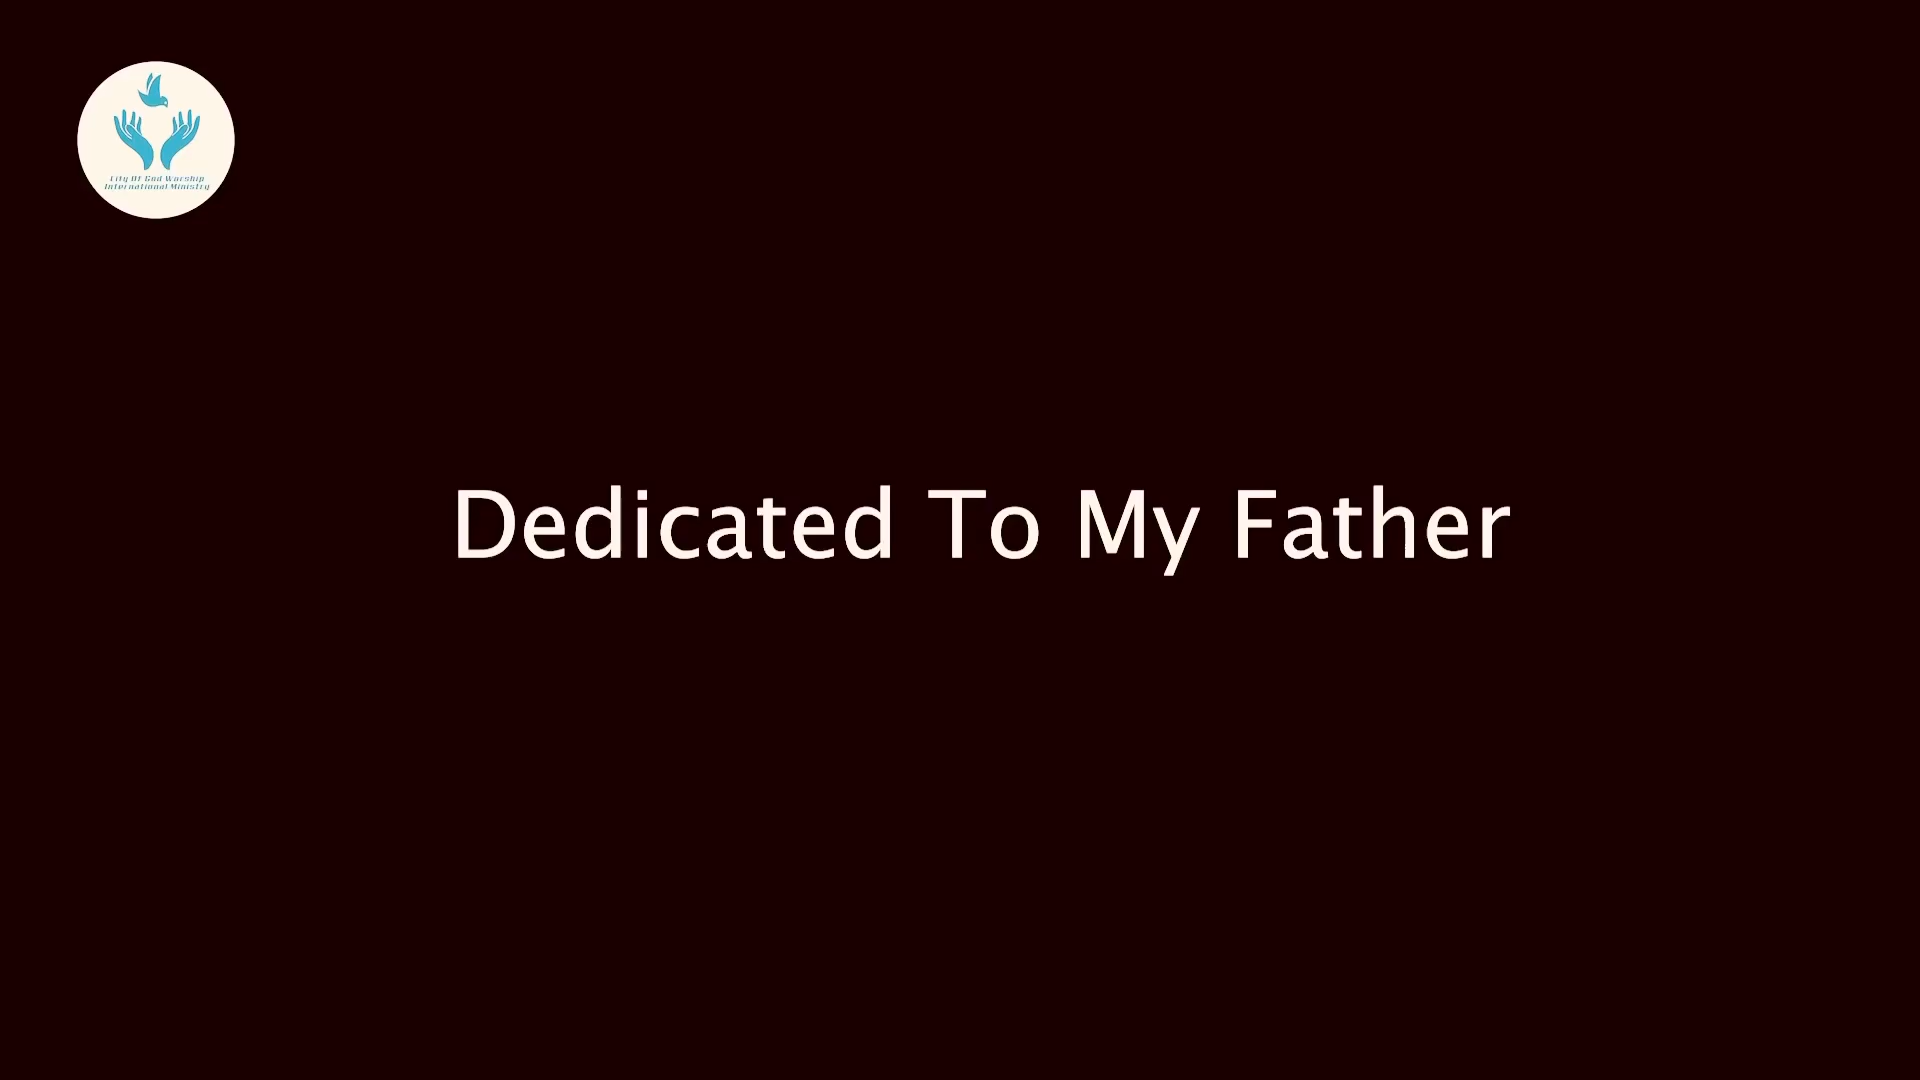 City Of God Worship
International Ministry
Dedicated To My Father